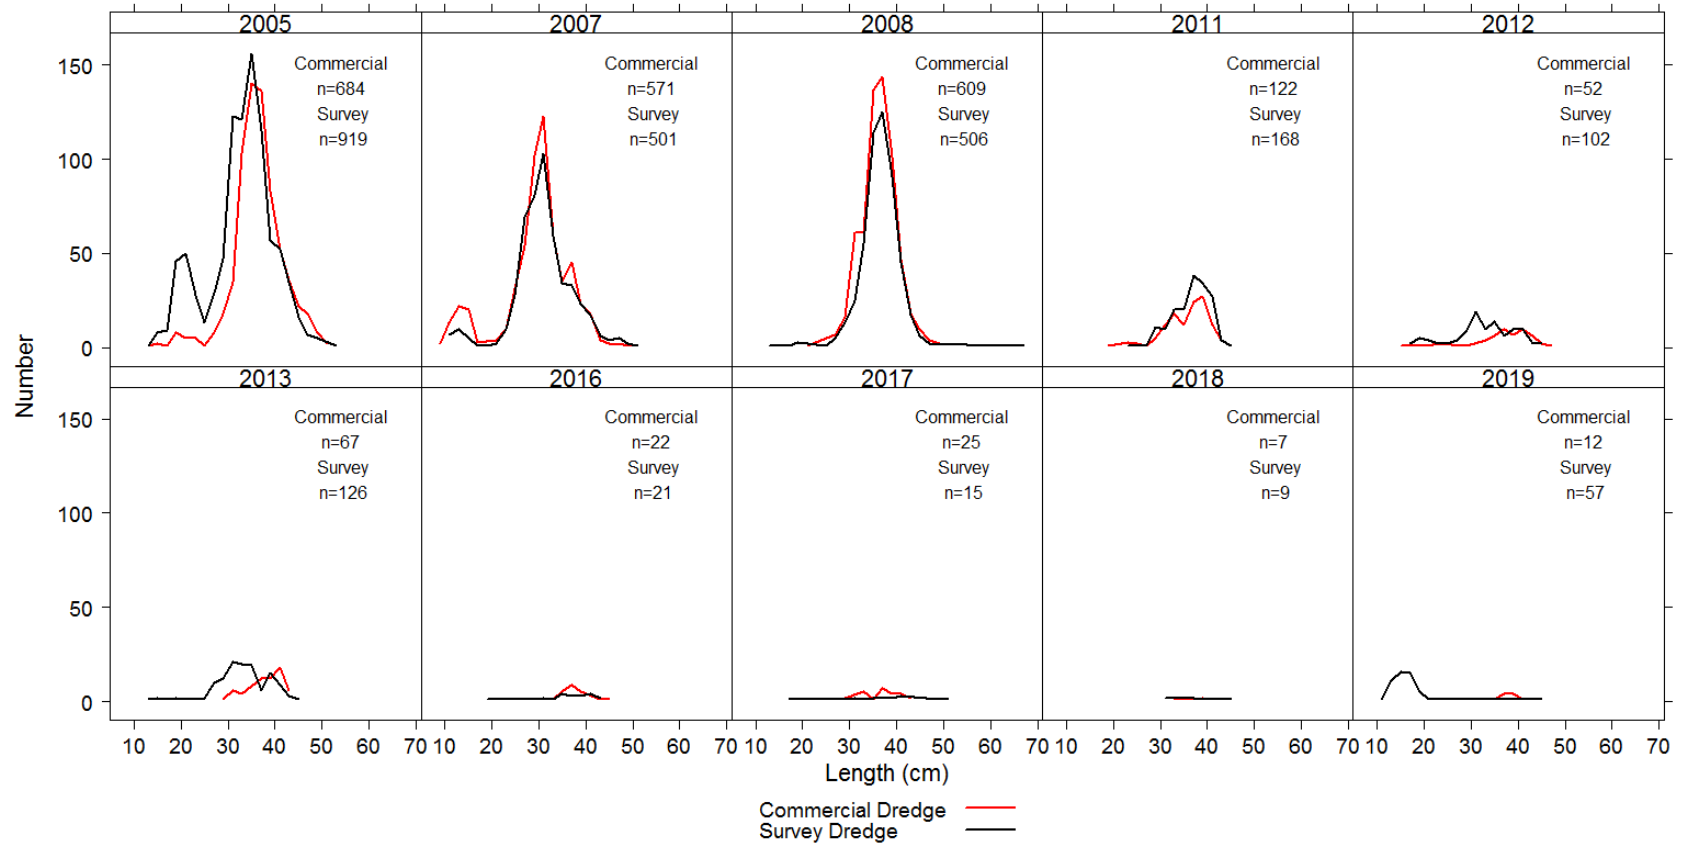 2005 2007 2008 2011 2012
Commercial Commercial Commercial Commercial Commercial
n=684 n=571 n=609 n=122 n=52
Survey Survey Survey Survey Survey
n=919 n=501 n=506 n=168 n=102
150
100
50
0
2013 2016 2017 2018 2019
Commercial Commercial Commercial Commercial Commercial
n=67 n=22 n=25 n=7 n=12
Survey Survey Survey Survey Survey
n=126 n=21 n=15 n=9 n=57
150
100
50
0
Number
10 20 30 40 50 60 70 10 20 30 40 50 60 70 10 20 30 40 50 60 70 10 20 30 40 50 60 70 10 20 30 40 50 60 70
Length (cm)
Commercial Dredge
Survey Dredge